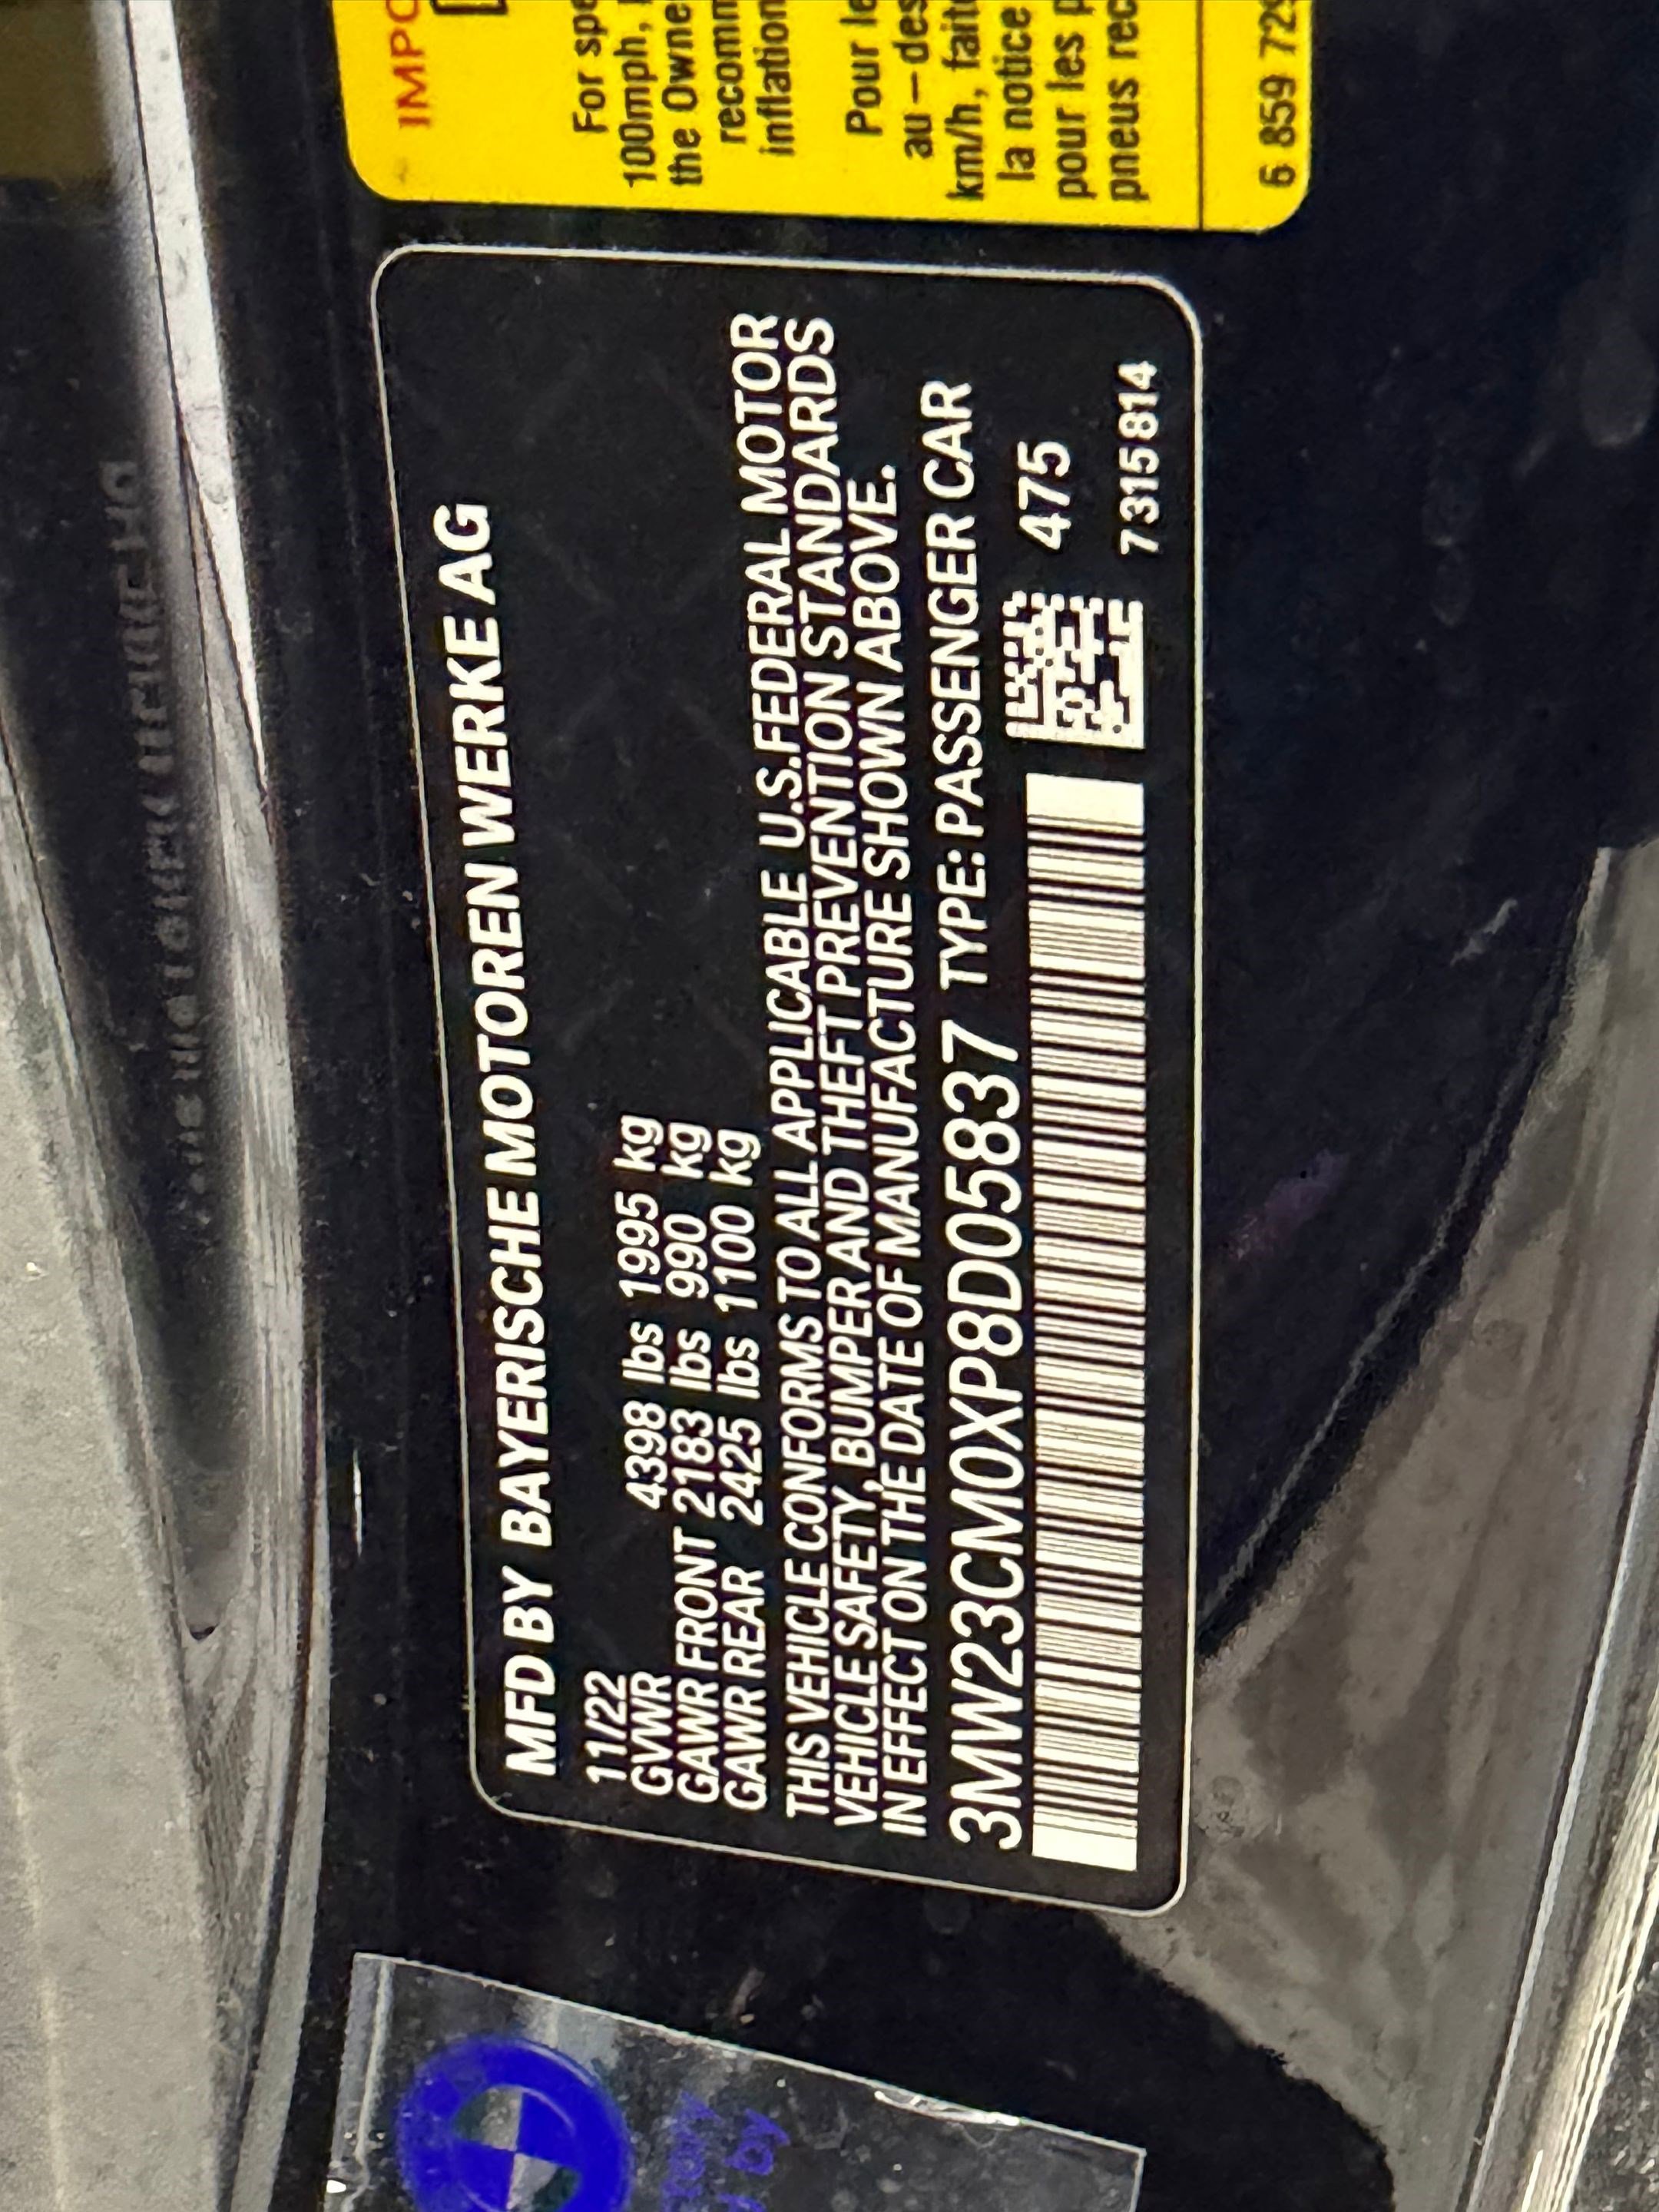 MFD BY BAYERISCHE MOTOREN WERKE AG
11/22
GVWR 4398 lbs 1995 kg
GAWR FRONT 2183 lbs 990 kg
GAWR REAR 2425 lbs 1100 kg
THIS VEHICLE CONFORMS TO ALL APPLICABLE U.S.FEDERAL MOTOR
VEHICLE SAFETY, BUMPER AND THEFT PREVENTION STANDARDS
IN EFFECT ON THE DATE OF MANUFACTURE SHOWN ABOVE.
3MW23CM0XP8D05837 TYPE: PASSENGER CAR
475
7315814
For
100mph,
the Owne
recomm
inflation
Pour le
au-des
km/h, faite
la notice
pour les p
pneus rec
6 859 729